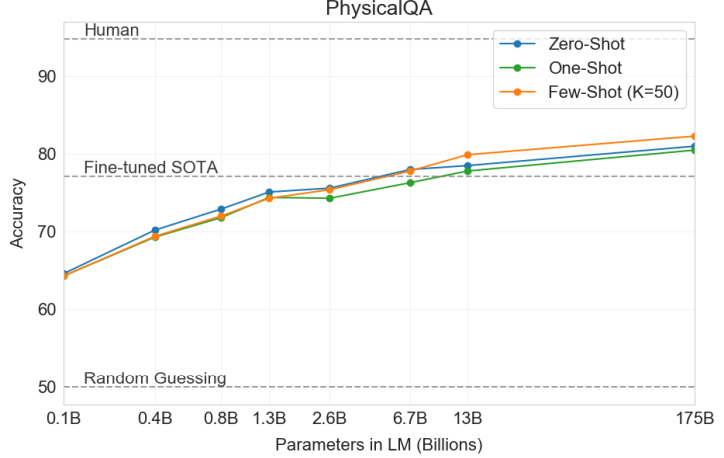 PhysicalQA
Human
Zero-Shot
One-Shot
Few-Shot (K=50)
90
80
Fine-tuned SOTA
Accuracy
70
60
Random Guessing
50
0.1B 0.4B 0.8B 1.3B 2.6B 6.7B 13B 175B
Parameters in LM (Billions)